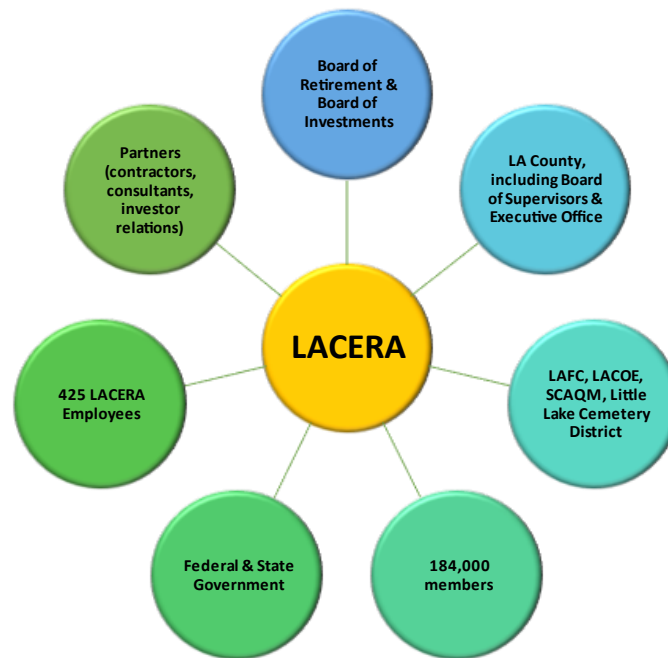 Board of
Retirement &
Board of
Investments
LA County,
including Board
of Supervisors &
Executive Office
LAFC, LACOE,
SCAQM, Little
Lake Cemetery
District
184,000
members
Federal & State
Government
425 LACERA
Employees
Partners
(contractors,
consultants,
investor
relations)
LACERA